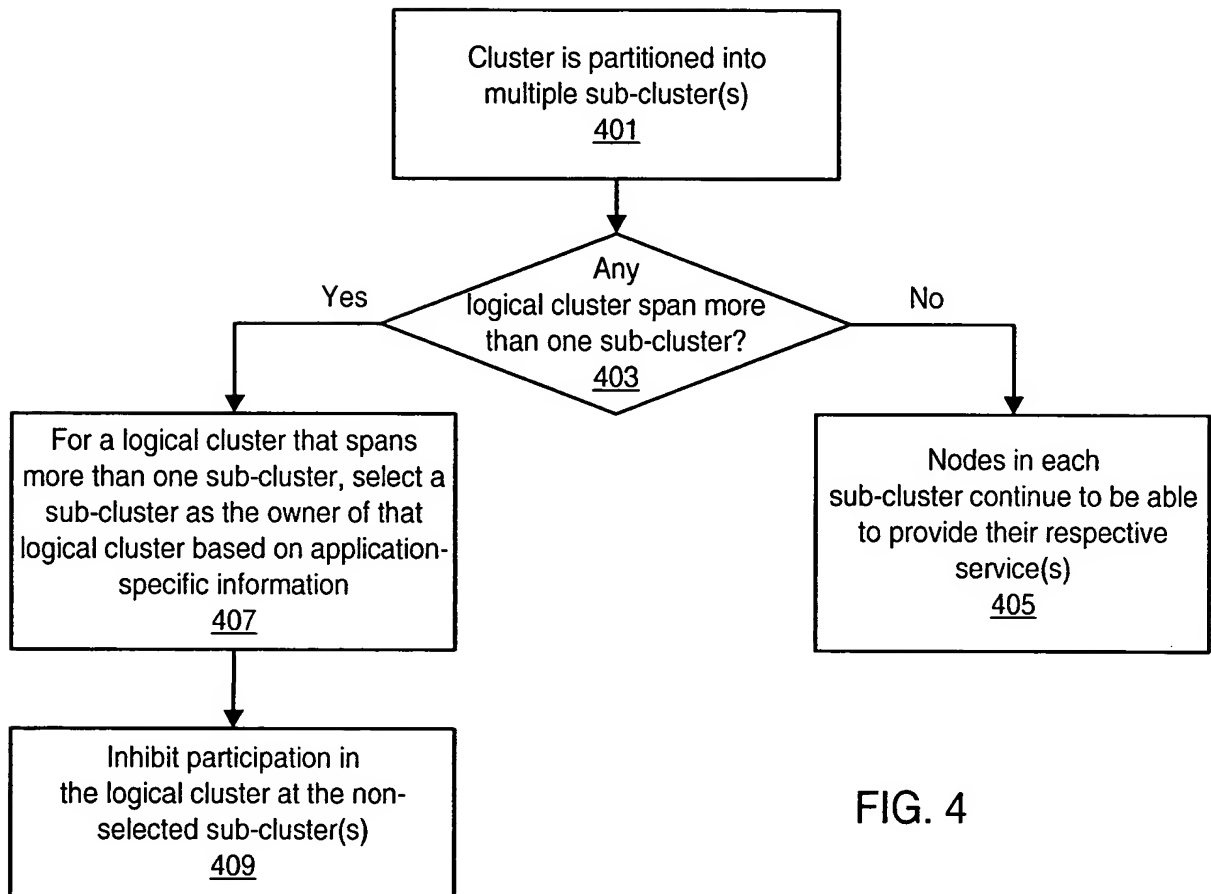 Cluster is partitioned into
multiple sub-cluster(s)
401
Any
logical cluster span more
than one sub-cluster?
403
Yes
No
For a logical cluster that spans
more than one sub-cluster, select a
sub-cluster as the owner of that
logical cluster based on application-
specific information
407
Nodes in each
sub-cluster continue to be able
to provide their respective
service(s)
405
Inhibit participation in
the logical cluster at the non-
selected sub-cluster(s)
409
FIG. 4